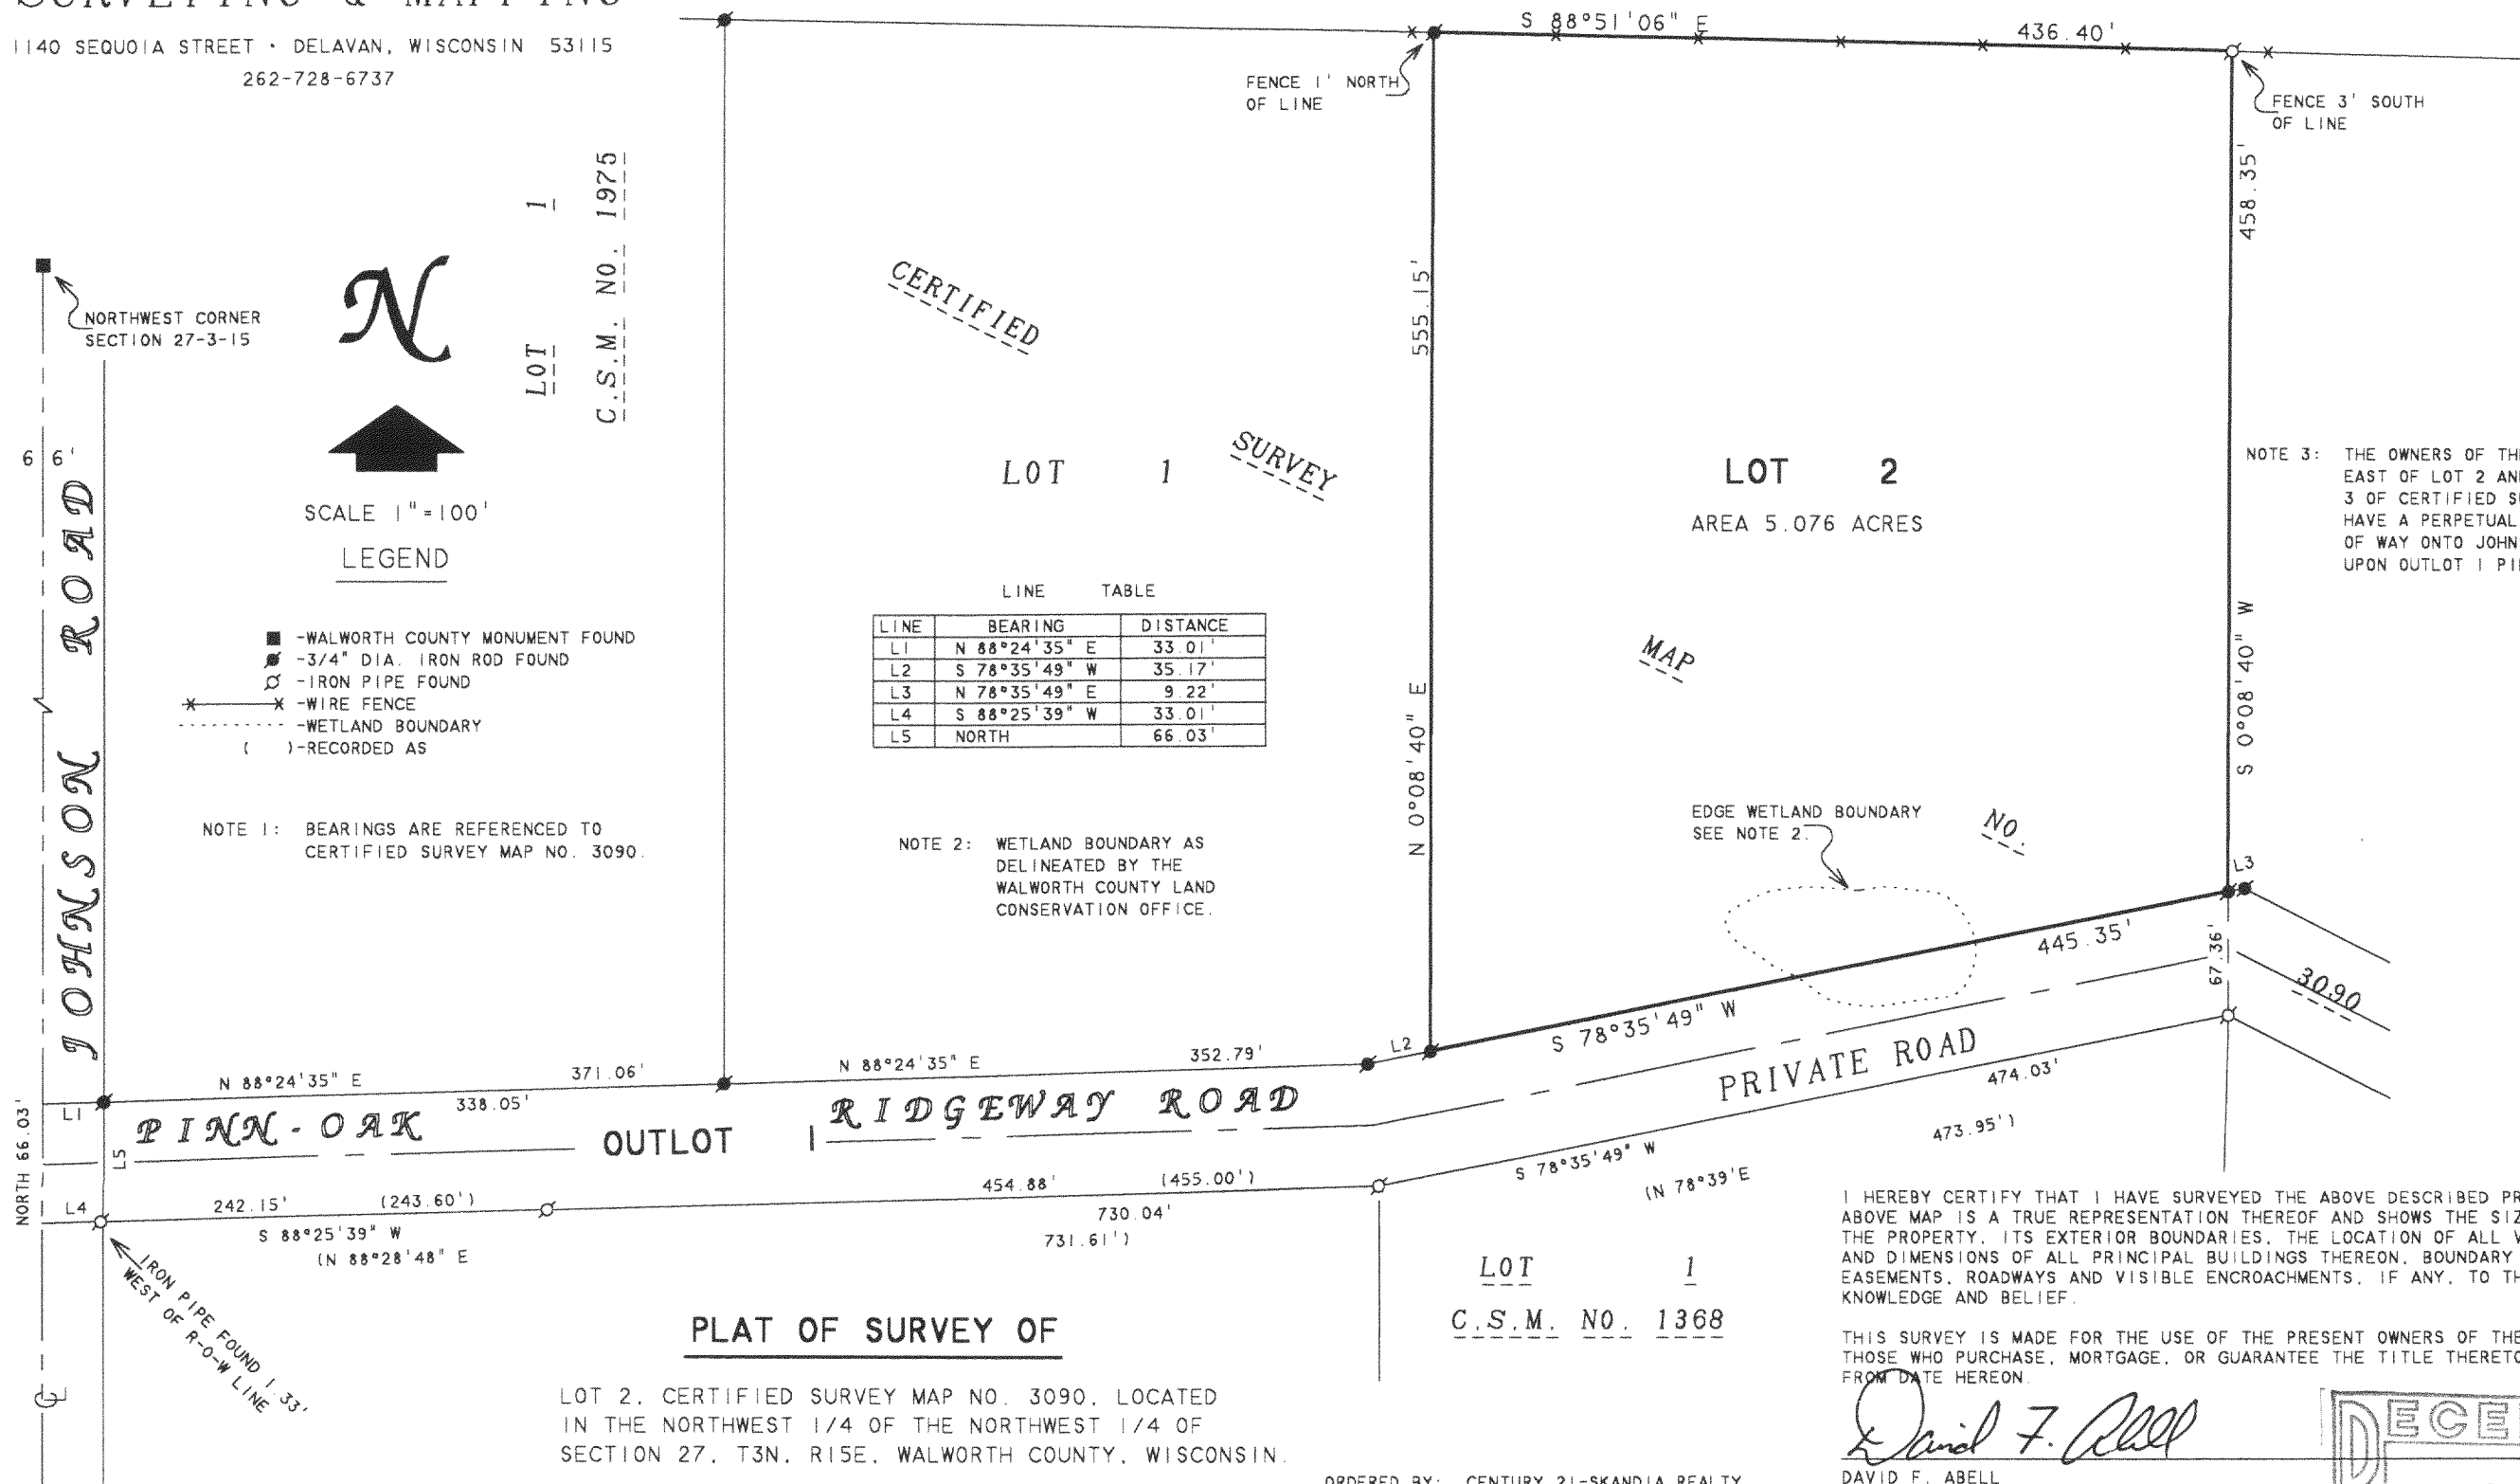 SURVEYING & MAPPING
1140 SEQUOIA STREET • DELAVAN, WISCONSIN 53115
262-728-6737
S 88°51'06" E
436.40'
FENCE 1' NORTH
OF LINE
FENCE 3' SOUTH
OF LINE
458.35'
LOT 1
C.S.M. NO. 1975
NORTHWEST CORNER
SECTION 27-3-15
N
CERTIFIED
555.15'
66'
SCALE 1"=100'
LOT 1
SURVEY
LOT 2
AREA 5.076 ACRES
NOTE 3: THE OWNERS OF
EAST OF LOT 2
3 OF CERTIFIED
HAVE A PERPETUAL
OF WAY ONTO
UPON OUTLOT 1
LEGEND
-WALWORTH COUNTY MONUMENT FOUND
-3/4" DIA. IRON ROD FOUND
-IRON PIPE FOUND
x x -WIRE FENCE
-WETLAND BOUNDARY
( )-RECORDED AS
LINE TABLE
LINE BEARING DISTANCE
L1 N 88°24'35" E 33.01'
L2 S 78°35'49" W 35.17'
L3 N 78°35'49" E 9.22'
L4 S 88°25'39" W 33.01'
L5 NORTH 66.03'
MAP
N 0°08'40" E
S 0°08'40" W
JOHNSON ROAD
NOTE 1: BEARINGS ARE REFERENCED TO
CERTIFIED SURVEY MAP NO. 3090.
NOTE 2: WETLAND BOUNDARY AS
DELINEATED BY THE
WALWORTH COUNTY LAND
CONSERVATION OFFICE.
EDGE WETLAND BOUNDARY
SEE NOTE 2.
NO.
L3
445.35'
67.36'
3090
S 78°35'49" W
L2
PRIVATE ROAD
474.03'
N 88°24'35" E
371.06'
N 88°24'35" E
352.79'
338.05'
L1
NORTH 66.03'
L5
PINN-OAK RIDGEWAY ROAD
OUTLOT 1
473.95')
S 78°35'49" W
(N 78°39'E
L4
242.15' (243.60')
454.88' (455.00')
S 88°25'39" W
730.04'
(N 88°28'48" E
731.61')
IRON PIPE FOUND 1.33'
WEST OF R-O-W LINE
LOT 1
C.S.M. NO. 1368
I HEREBY CERTIFY THAT I HAVE SURVEYED THE ABOVE DESCRIBED
ABOVE MAP IS A TRUE REPRESENTATION THEREOF AND SHOWS THE
THE PROPERTY, ITS EXTERIOR BOUNDARIES, THE LOCATION OF ALL
AND DIMENSIONS OF ALL PRINCIPAL BUILDINGS THEREON, BOUNDARY
EASEMENTS, ROADWAYS AND VISIBLE ENCROACHMENTS, IF ANY, TO
KNOWLEDGE AND BELIEF.
THIS SURVEY IS MADE FOR THE USE OF THE PRESENT OWNERS OF
THOSE WHO PURCHASE, MORTGAGE, OR GUARANTEE THE TITLE
FROM DATE HEREON.
PLAT OF SURVEY OF
LOT 2, CERTIFIED SURVEY MAP NO. 3090, LOCATED
IN THE NORTHWEST 1/4 OF THE NORTHWEST 1/4 OF
SECTION 27, T3N, R15E, WALWORTH COUNTY, WISCONSIN.
CL
David F. Abell
DAVID F. ABELL
ORDERED BY: CENTURY 21-SKANDIA REALTY